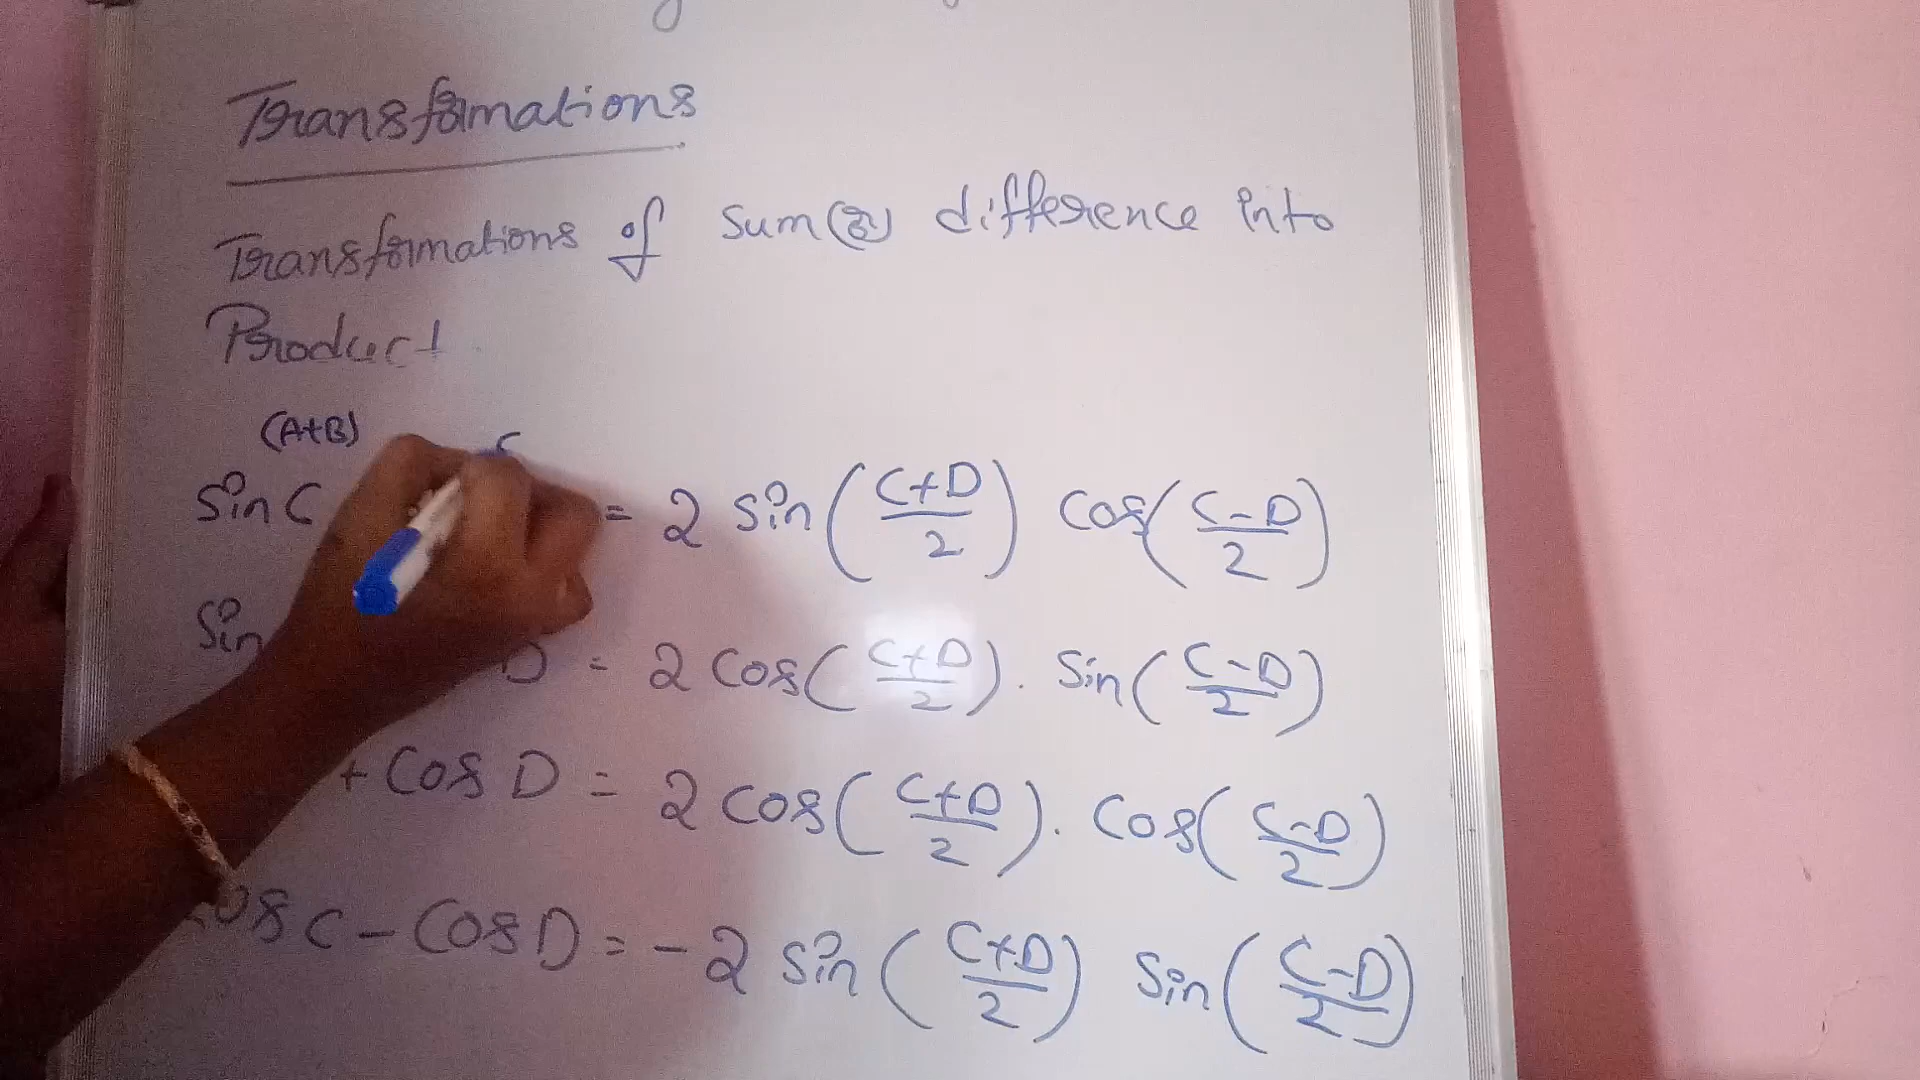 Transformations
Transformations of sum (or) difference into
Product
(A+B)
Sin C = 2 Sin (C+D/2) Cos (C-D/2)
Sin D = 2 Cos (C+D/2) . Sin (C-D/2)
+ Cos D = 2 Cos (C+D/2) . Cos (C-D/2)
Cos C - Cos D = -2 Sin (C+D/2) Sin (C-D/2)